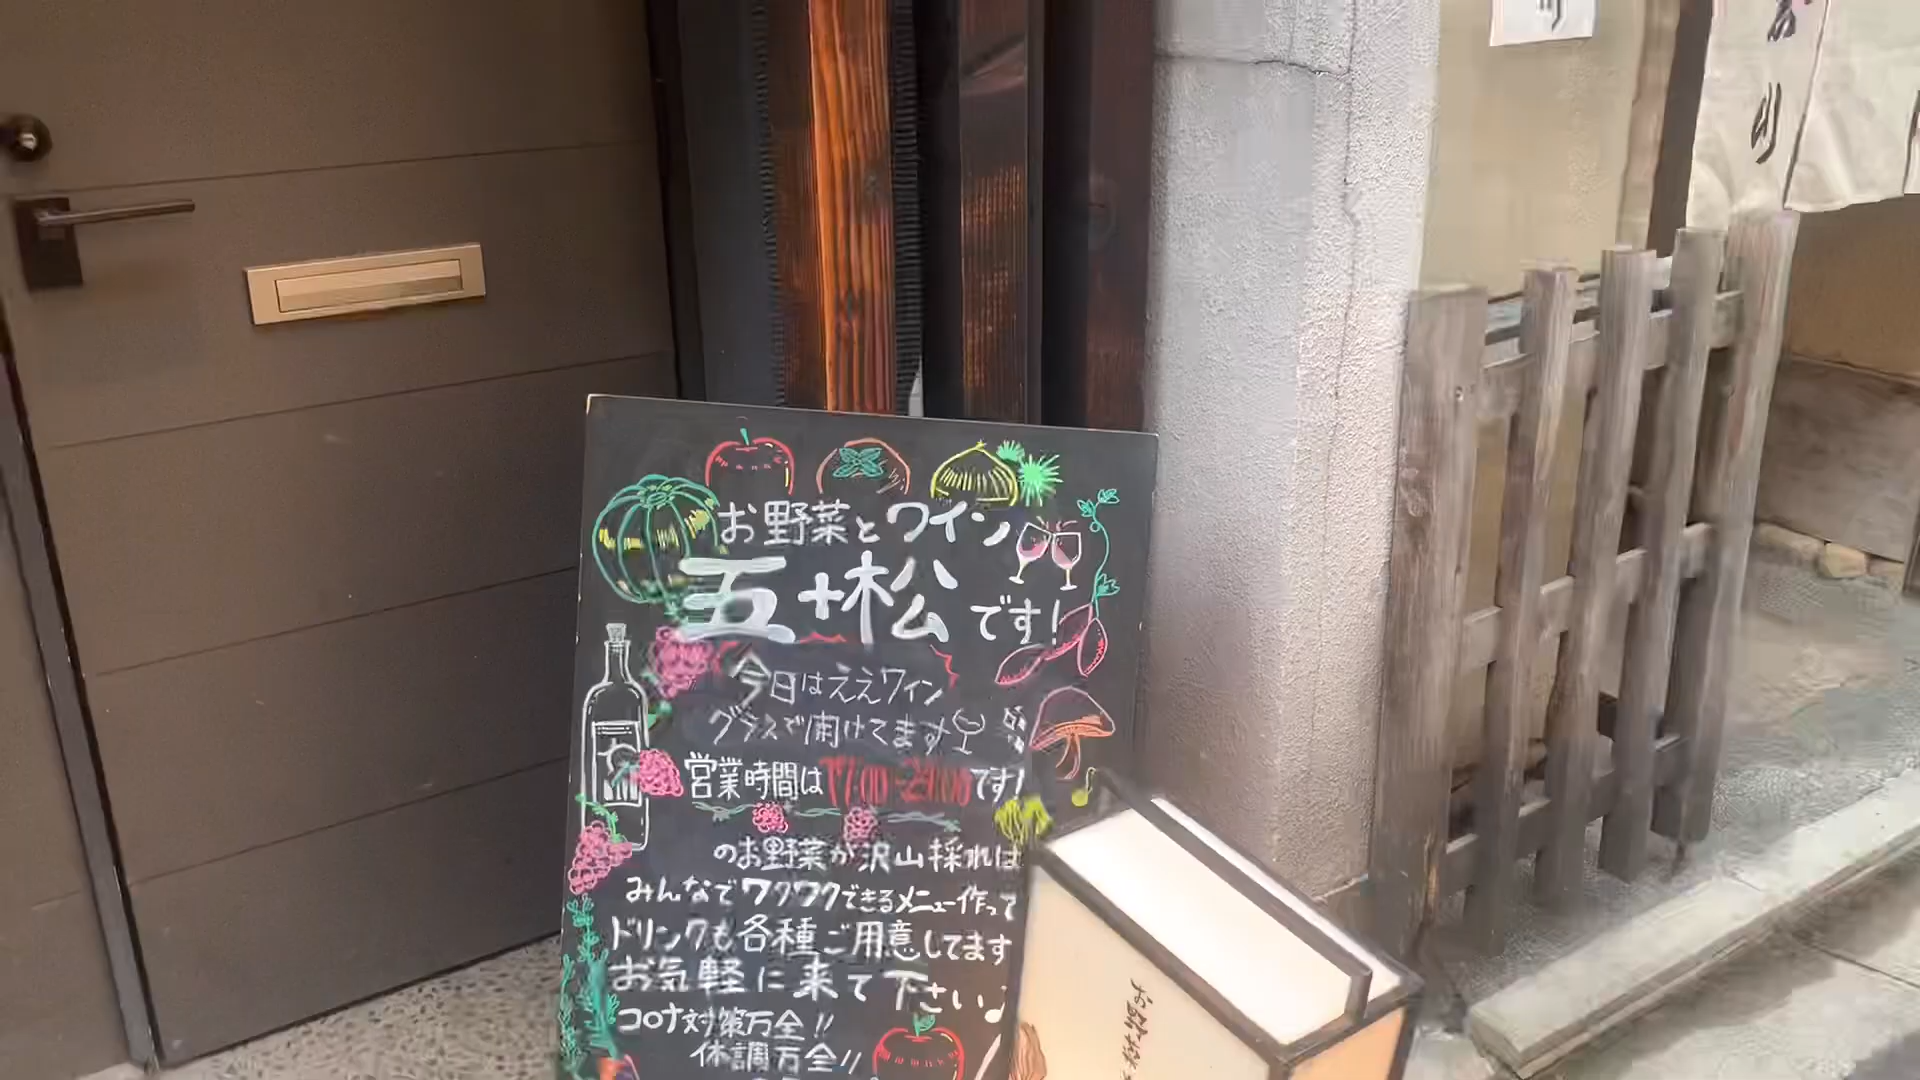 お野菜とワイン
五十松です!
今日はええワイン
グラスで開けてます
営業時間は です!
のお野菜が沢山採れは
みんなでワクワクできるメニュー作って
ドリンクも各種ご用意してます
お気軽に来て下さい♪
コロナ対策万全!!
体調万全!!